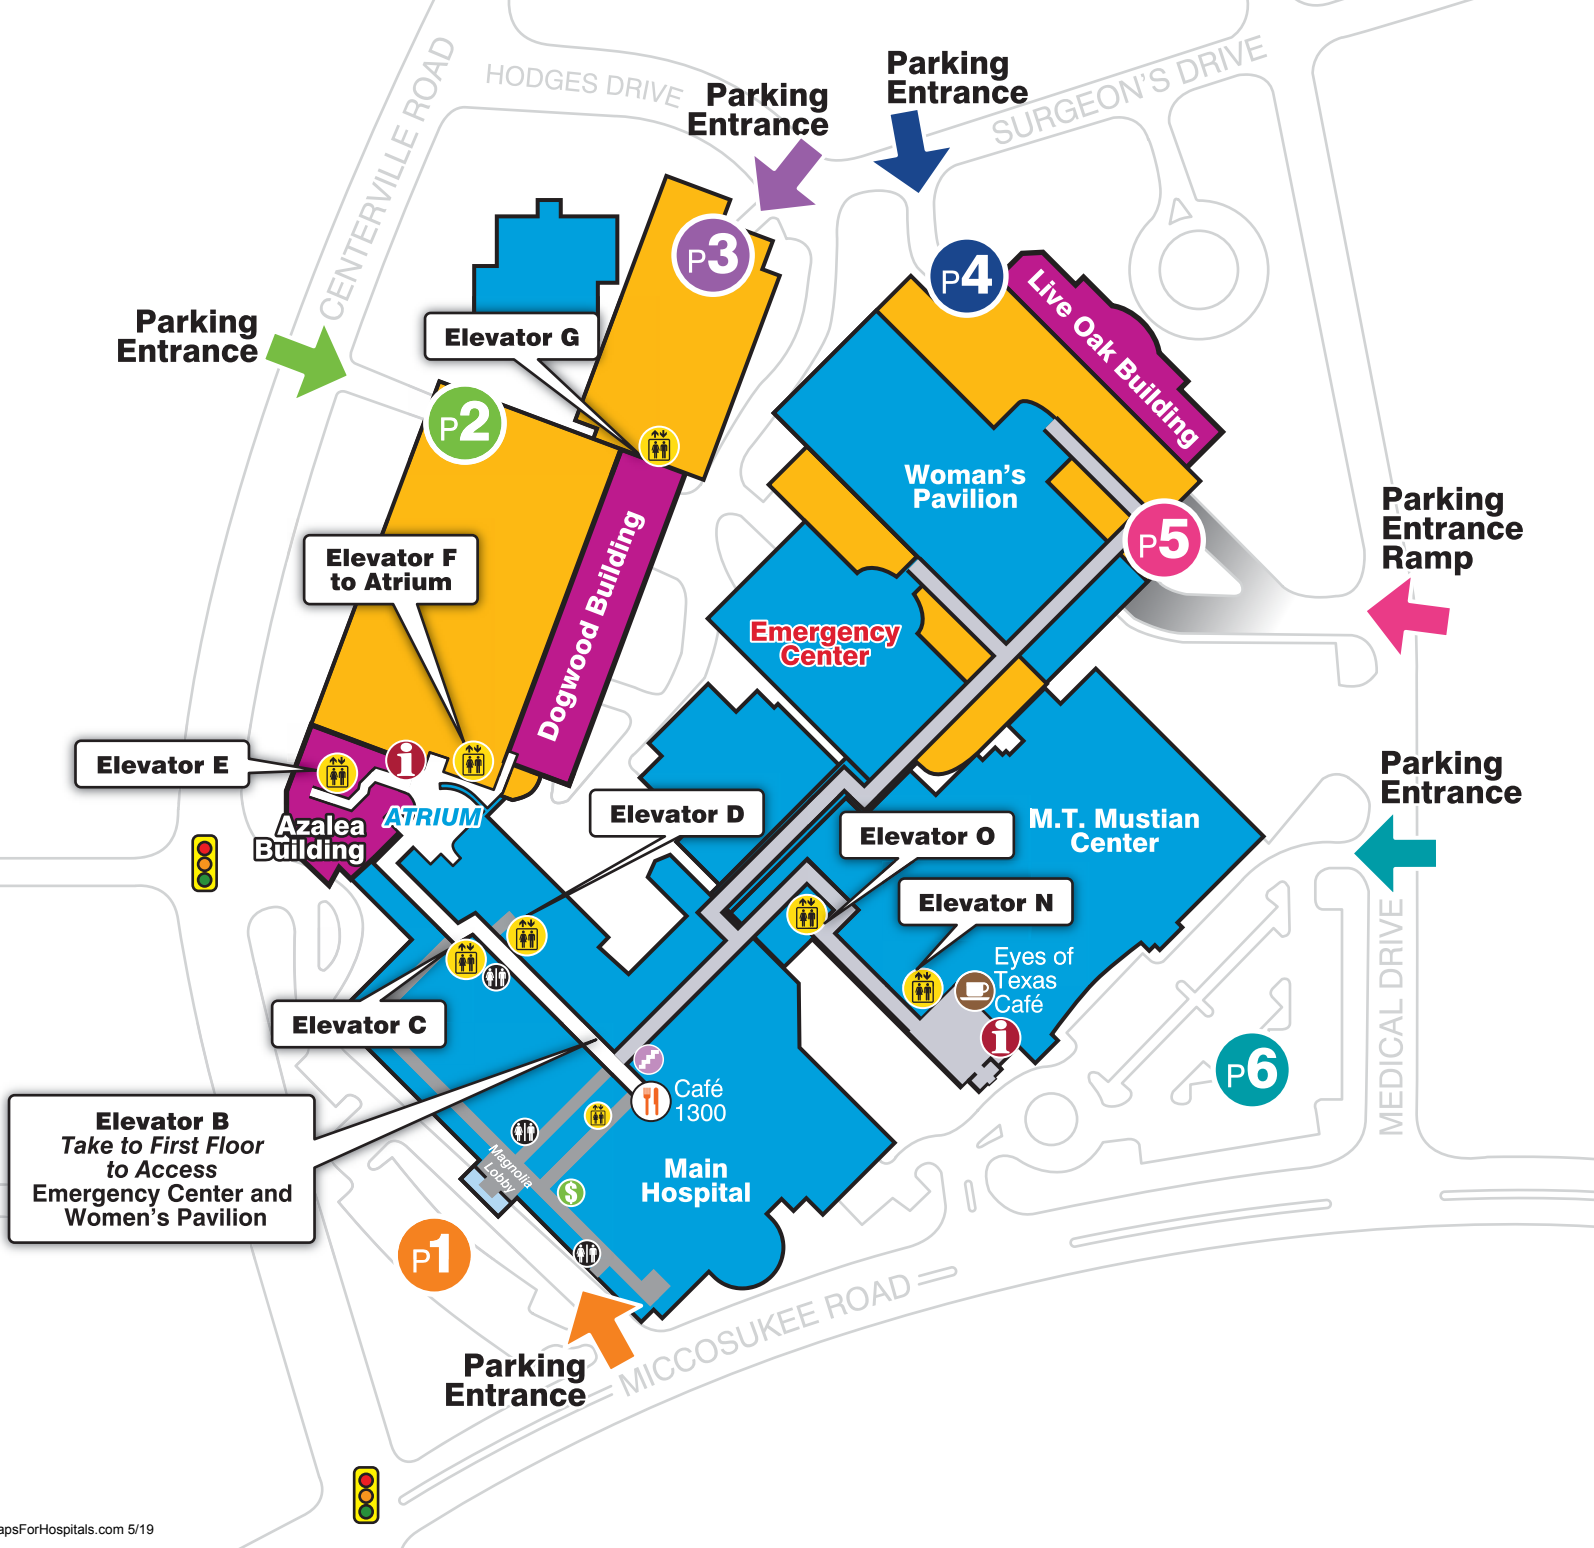 HODGES DRIVE
SURGEON'S DRIVE
CENTERVILLE ROAD
Parking
Entrance
Parking
Entrance
P3
P4
Live Oak Building
Parking
Entrance
Elevator G
P2
Woman's
Pavilion
P5
Parking
Entrance
Ramp
Elevator F
to Atrium
Dogwood Building
Emergency
Center
Elevator E
i
ATRIUM
Azalea
Building
Elevator D
Elevator O
M.T. Mustian
Center
Parking
Entrance
Elevator N
Eyes of
Texas
Café
i
Elevator C
MEDICAL DRIVE
P6
Café
1300
Elevator B
Take to First Floor
to Access
Emergency Center and
Women's Pavilion
Magnolia
Lobby
$
Main
Hospital
P1
Parking
Entrance
MICCOSUKEE ROAD
apsForHospitals.com 5/19